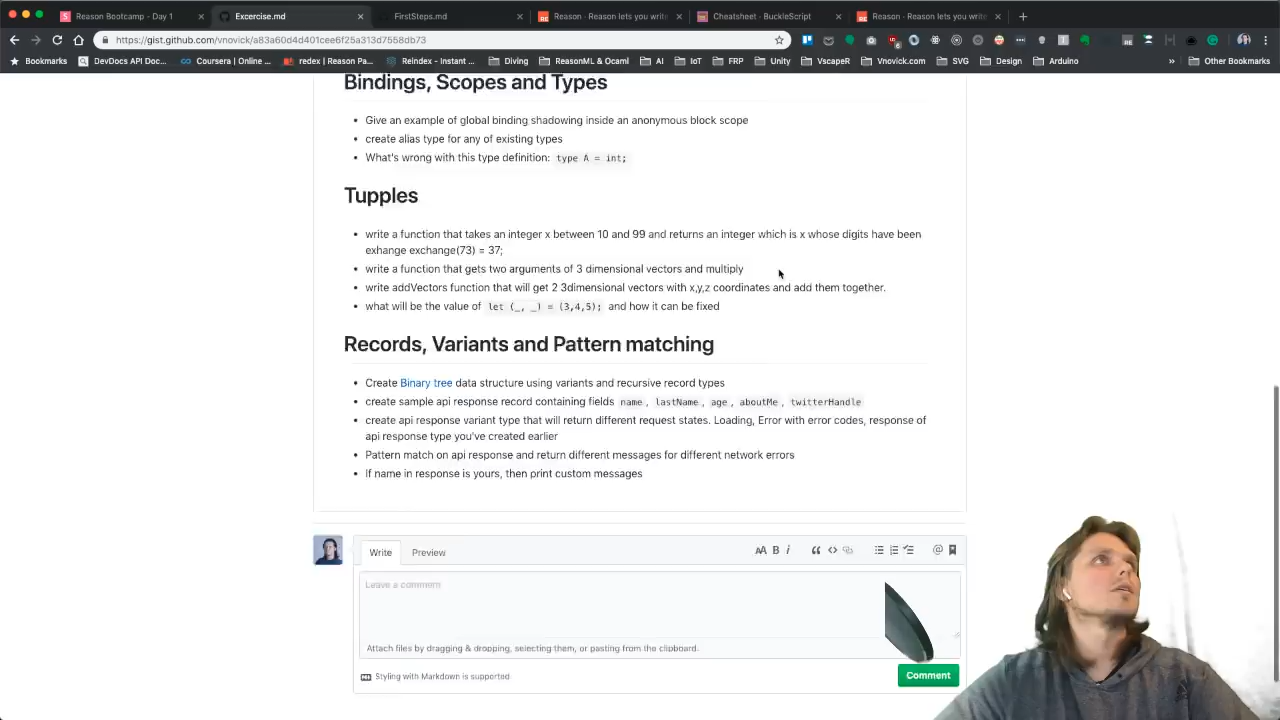 Reason Bootcamp - Day 1
Excercise.md
FirstSteps.md
Reason · Reason lets you write
Cheatsheet - BuckleScript
Reason · Reason lets you write
https://gist.github.com/vnovick/a83a60d4d401cee6f25a313d7558db73
Bookmarks
DevDocs API Doc...
Coursera | Online ...
redex | Reason Pa...
Reindex - Instant ...
Diving
ReasonML & Ocaml
AI
IoT
FRP
Unity
VscapeR
Vnovick.com
SVG
Design
Arduino
»
Other Bookmarks
Bindings, Scopes and Types
• Give an example of global binding shadowing inside an anonymous block scope
• create alias type for any of existing types
• What's wrong with this type definition: type A = int;
Tupples
• write a function that takes an integer x between 10 and 99 and returns an integer which is x whose digits have been
exhange exchange(73) = 37;
• write a function that gets two arguments of 3 dimensional vectors and multiply
• write addVectors function that will get 2 3dimensional vectors with x,y,z coordinates and add them together.
• what will be the value of let (_, _) = (3,4,5); and how it can be fixed
Records, Variants and Pattern matching
• Create Binary tree data structure using variants and recursive record types
• create sample api response record containing fields name, lastName, age, aboutMe, twitterHandle
• create api response variant type that will return different request states. Loading, Error with error codes, response of
api response type you've created earlier
• Pattern match on api response and return different messages for different network errors
• If name in response is yours, then print custom messages
Write
Preview
AA B i
Leave a comment
Attach files by dragging & dropping, selecting them, or pasting from the clipboard.
Styling with Markdown is supported
Comment